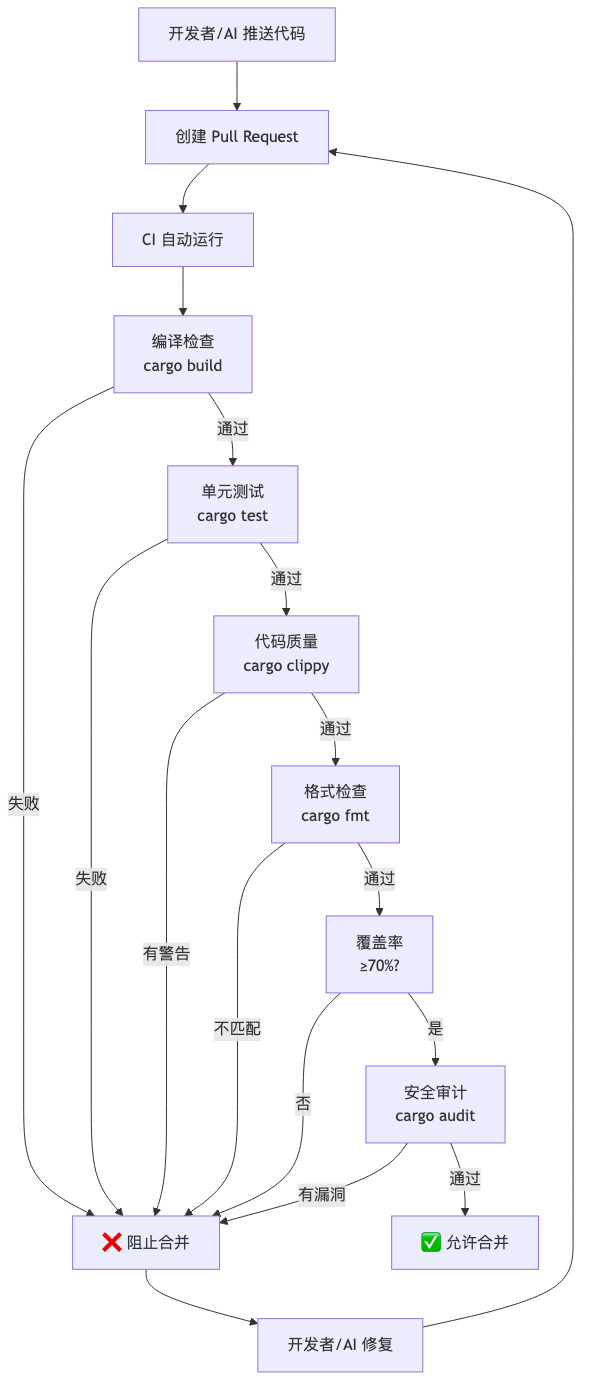 开发者/AI 推送代码
创建 Pull Request
CI 自动运行
编译检查
cargo build
通过
单元测试
cargo test
通过
代码质量
cargo clippy
通过
格式检查
cargo fmt
失败
通过
失败
覆盖率
≥70%?
有警告
不匹配
是
安全审计
cargo audit
否
通过
有漏洞
❌ 阻止合并
✅ 允许合并
开发者/AI 修复